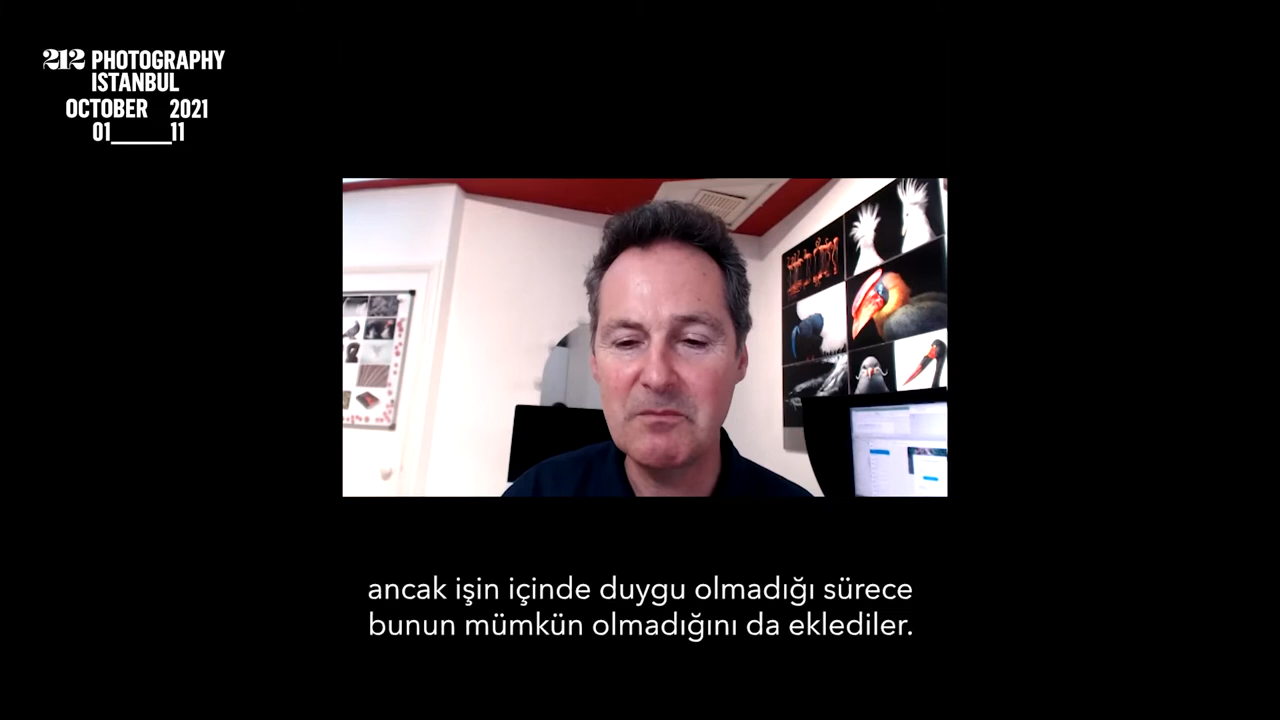 212 PHOTOGRAPHY
ISTANBUL
OCTOBER 2021
01 11
ancak işin içinde duygu olmadığı sürece
bunun mümkün olmadığını da eklediler.